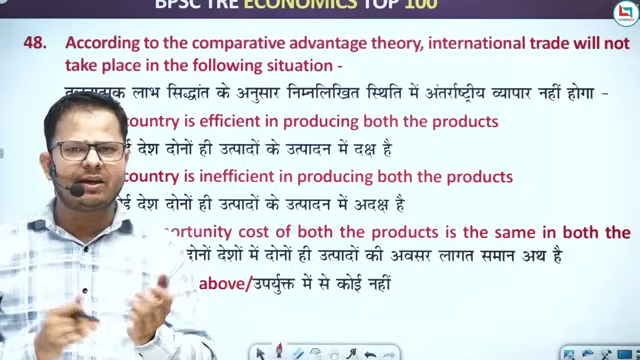 BPSC TRE ECONOMICS TOP 100
48. According to the comparative advantage theory, international trade will not
take place in the following situation -
तुलनात्मक लाभ सिद्धांत के अनुसार निम्नलिखित स्थिति में अंतर्राष्ट्रीय व्यापार नहीं होगा -
country is efficient in producing both the products
देश दोनों ही उत्पादों के उत्पादन में दक्ष है
country is inefficient in producing both the products
देश दोनों ही उत्पादों के उत्पादन में अदक्ष है
cost of both the products is the same in both the
दोनों देशों में दोनों ही उत्पादों की अवसर लागत समान अथ है
above/उपर्युक्त में से कोई नहीं